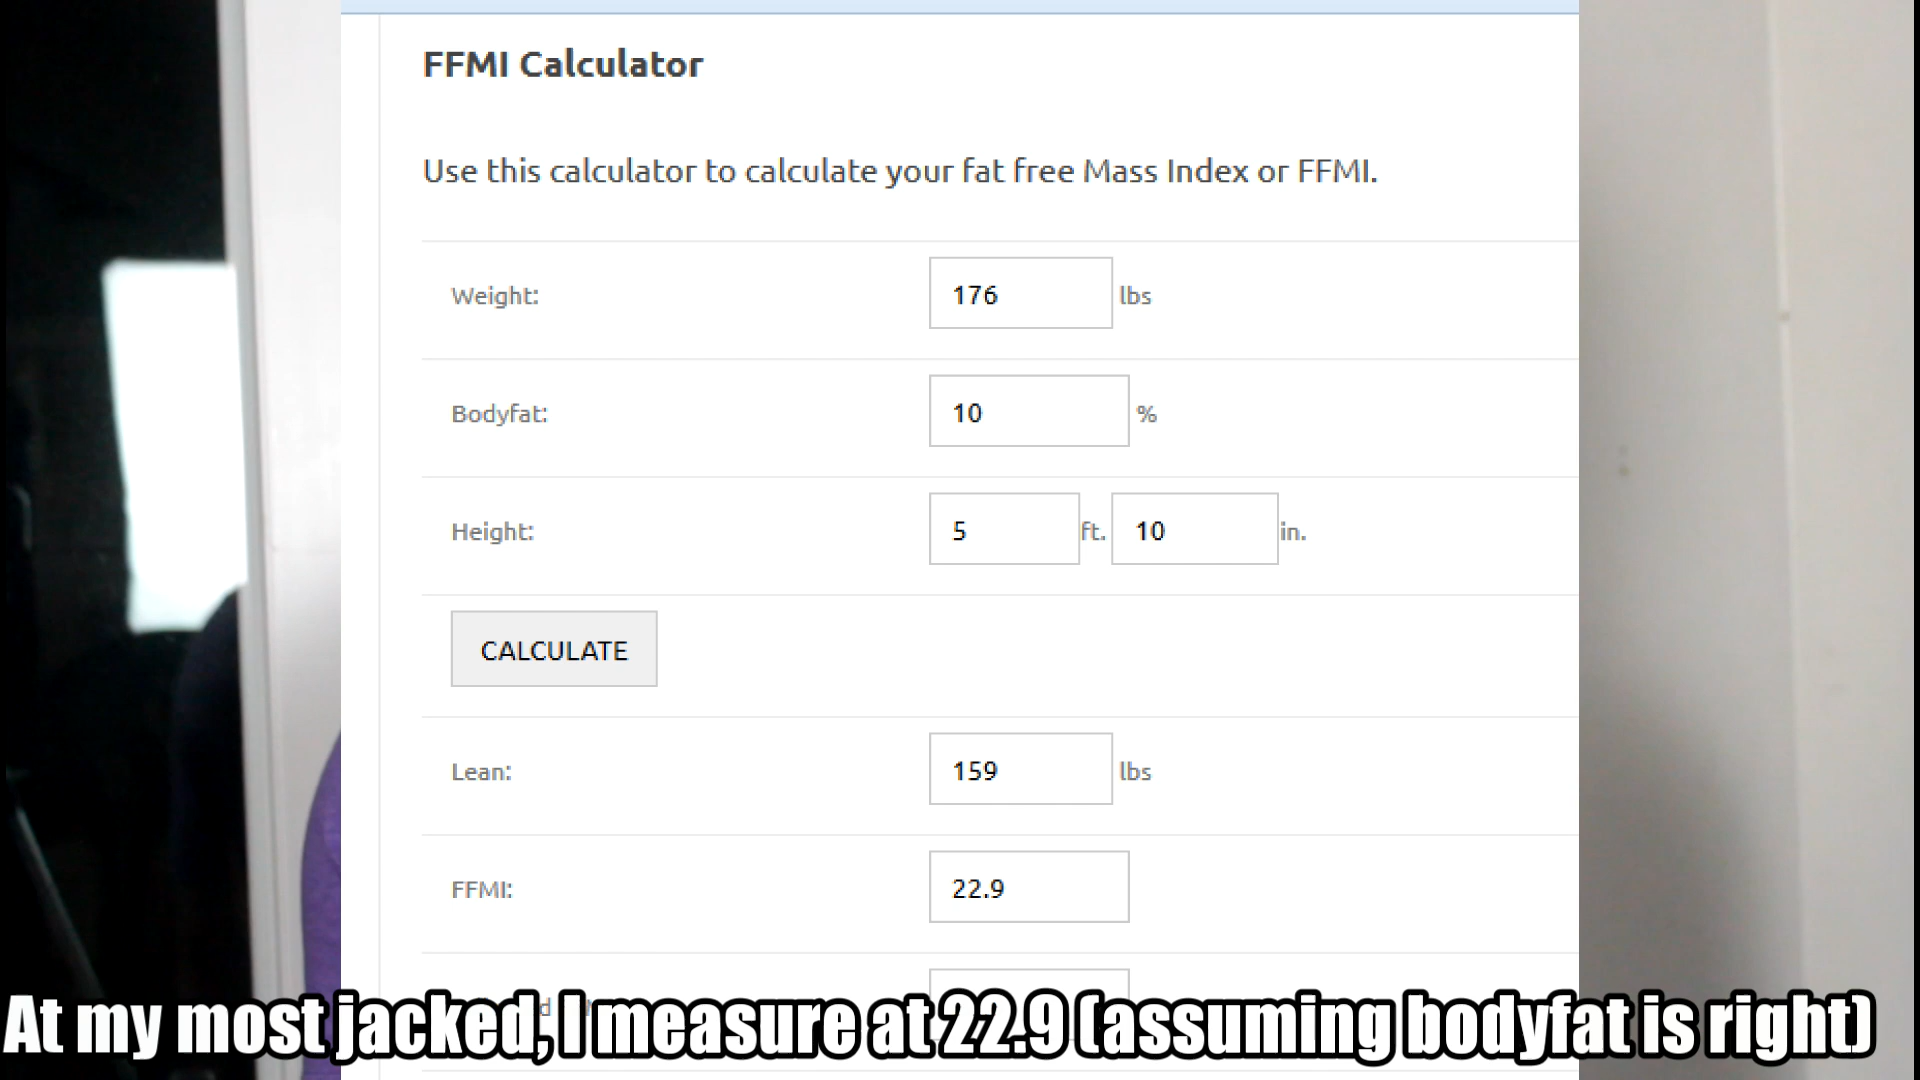 FFMI Calculator
Use this calculator to calculate your fat free Mass Index or FFMI.
Weight: 176 lbs
Bodyfat: 10 %
Height: 5 ft. 10 in.
CALCULATE
Lean: 159 lbs
FFMI: 22.9
At my most jacked, I measure at 22.9 (assuming bodyfat is right)